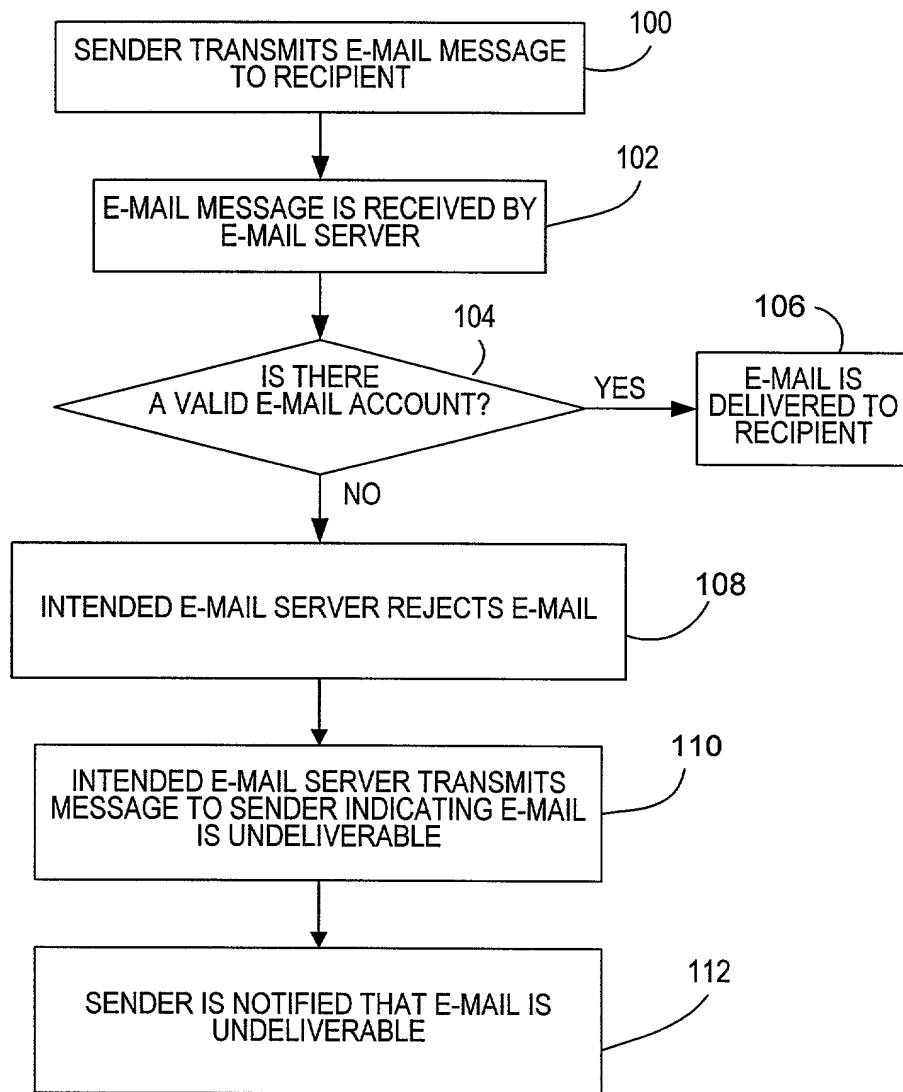 100
SENDER TRANSMITS E-MAIL MESSAGE
TO RECIPIENT
102
E-MAIL MESSAGE IS RECEIVED BY
E-MAIL SERVER
104
IS THERE
A VALID E-MAIL ACCOUNT?
YES
106
E-MAIL IS
DELIVERED TO
RECIPIENT
NO
INTENDED E-MAIL SERVER REJECTS E-MAIL
108
110
INTENDED E-MAIL SERVER TRANSMITS
MESSAGE TO SENDER INDICATING E-MAIL
IS UNDELIVERABLE
112
SENDER IS NOTIFIED THAT E-MAIL IS
UNDELIVERABLE